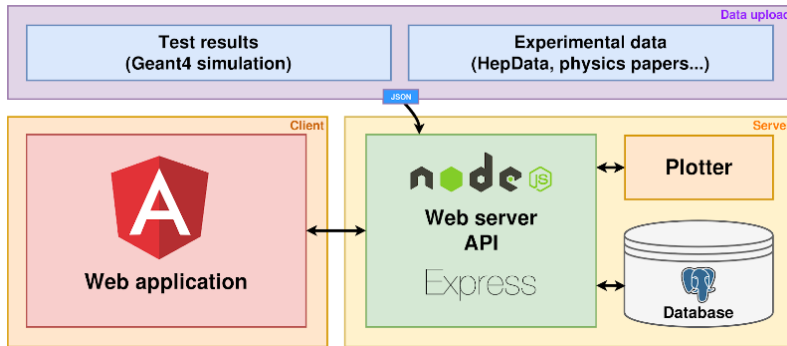 Data upload
Test results
(Geant4 simulation)
Experimental data
(HepData, physics papers...)
JSON
Client
A
Web application
Server
node
JS
Web server
API
Express
Plotter
Database